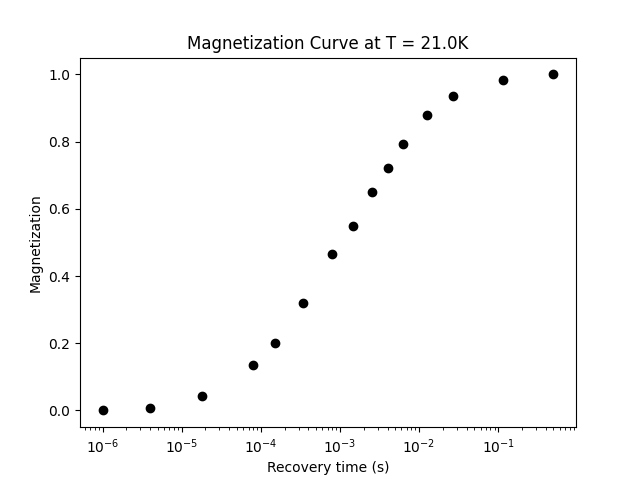 Magnetization Curve at T = 21.0K
1.0
0.8
0.6
0.4
0.2
0.0
Magnetization
10⁻⁶ 10⁻⁵ 10⁻⁴ 10⁻³ 10⁻² 10⁻¹
Recovery time (s)